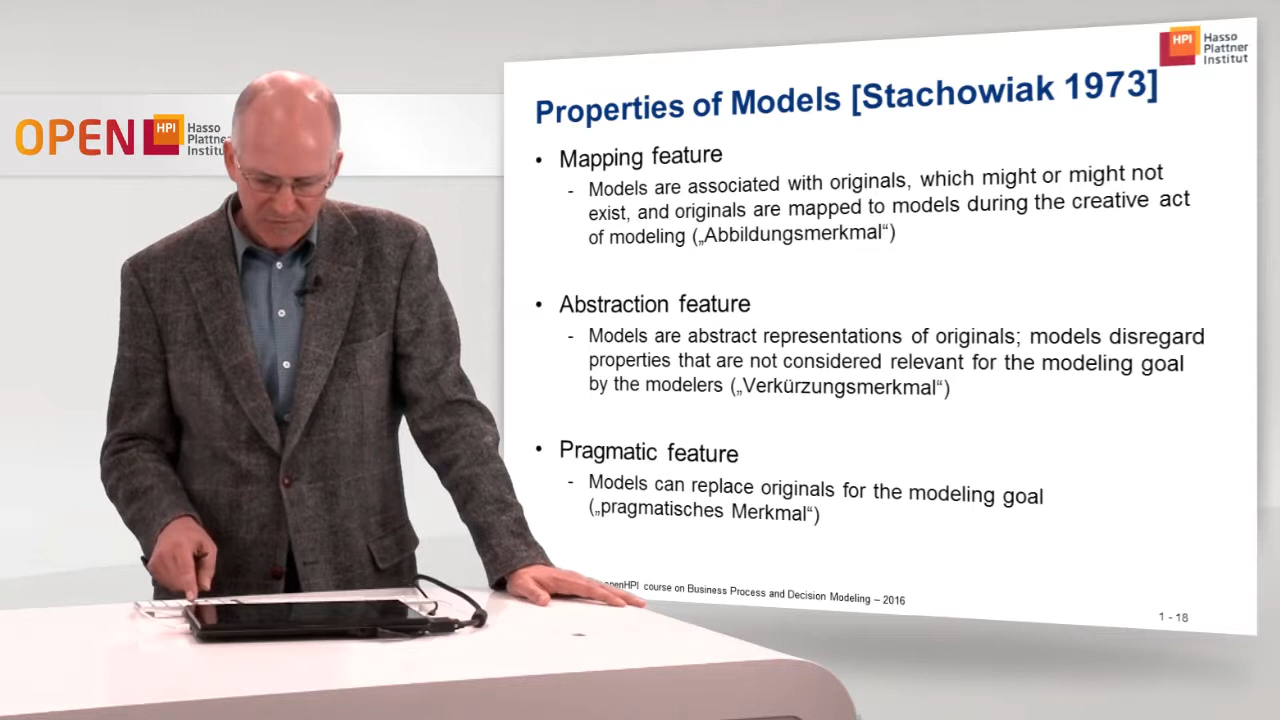 OPEN HPI Hasso
Plattner
Institut
HPI Hasso
Plattner
Institut
Properties of Models [Stachowiak 1973]
• Mapping feature
- Models are associated with originals, which might or might not
exist, and originals are mapped to models during the creative act
of modeling („Abbildungsmerkmal“)
• Abstraction feature
- Models are abstract representations of originals; models disregard
properties that are not considered relevant for the modeling goal
by the modelers („Verkürzungsmerkmal“)
• Pragmatic feature
- Models can replace originals for the modeling goal
(„pragmatisches Merkmal“)
openHPI course on Business Process and Decision Modeling – 2016
1 - 18